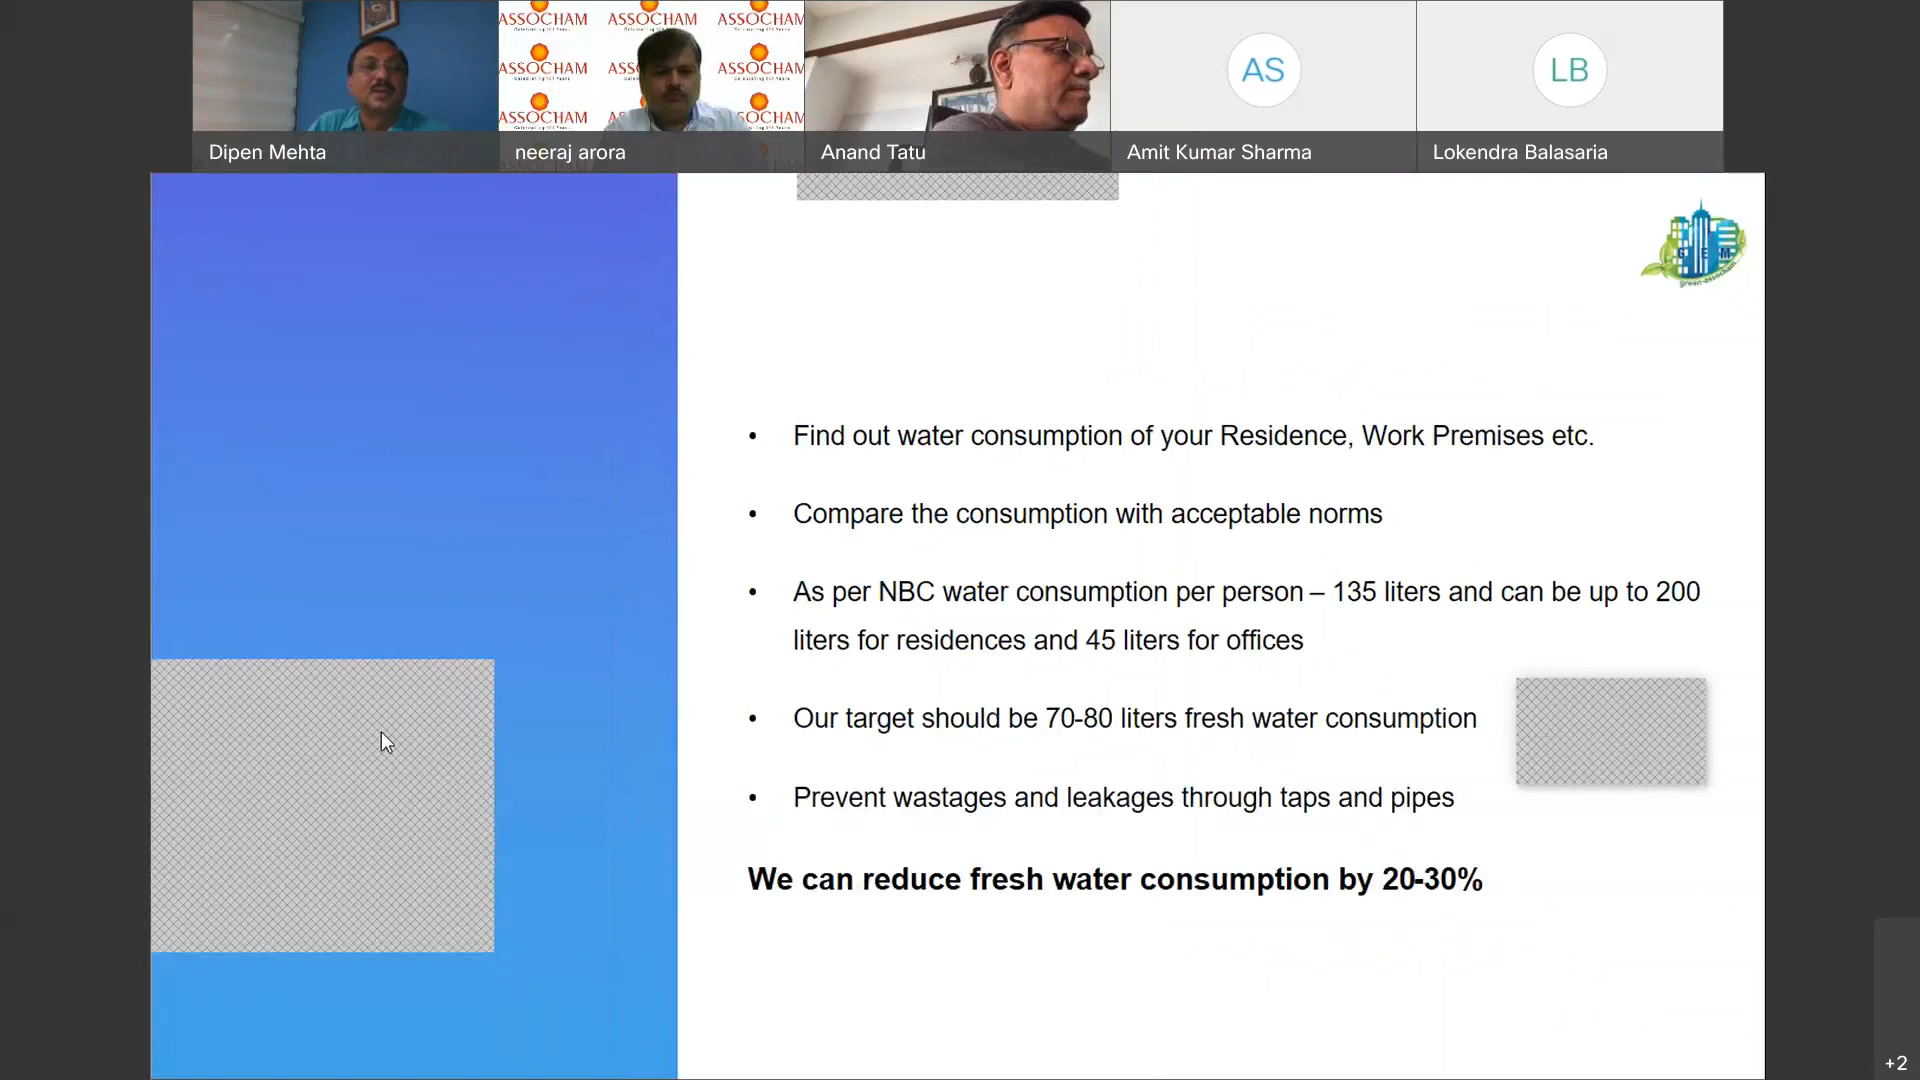 ASSOCHAM
ASSOCHAM
ASSOCHAM
ASSOCHAM
ASSOCHAM
ASSOCHAM
AS
LB
Dipen Mehta
neeraj arora
Anand Tatu
Amit Kumar Sharma
Lokendra Balasaria
G E M
green-assocham
• Find out water consumption of your Residence, Work Premises etc.
• Compare the consumption with acceptable norms
• As per NBC water consumption per person – 135 liters and can be up to 200
liters for residences and 45 liters for offices
• Our target should be 70-80 liters fresh water consumption
• Prevent wastages and leakages through taps and pipes
We can reduce fresh water consumption by 20-30%
+2